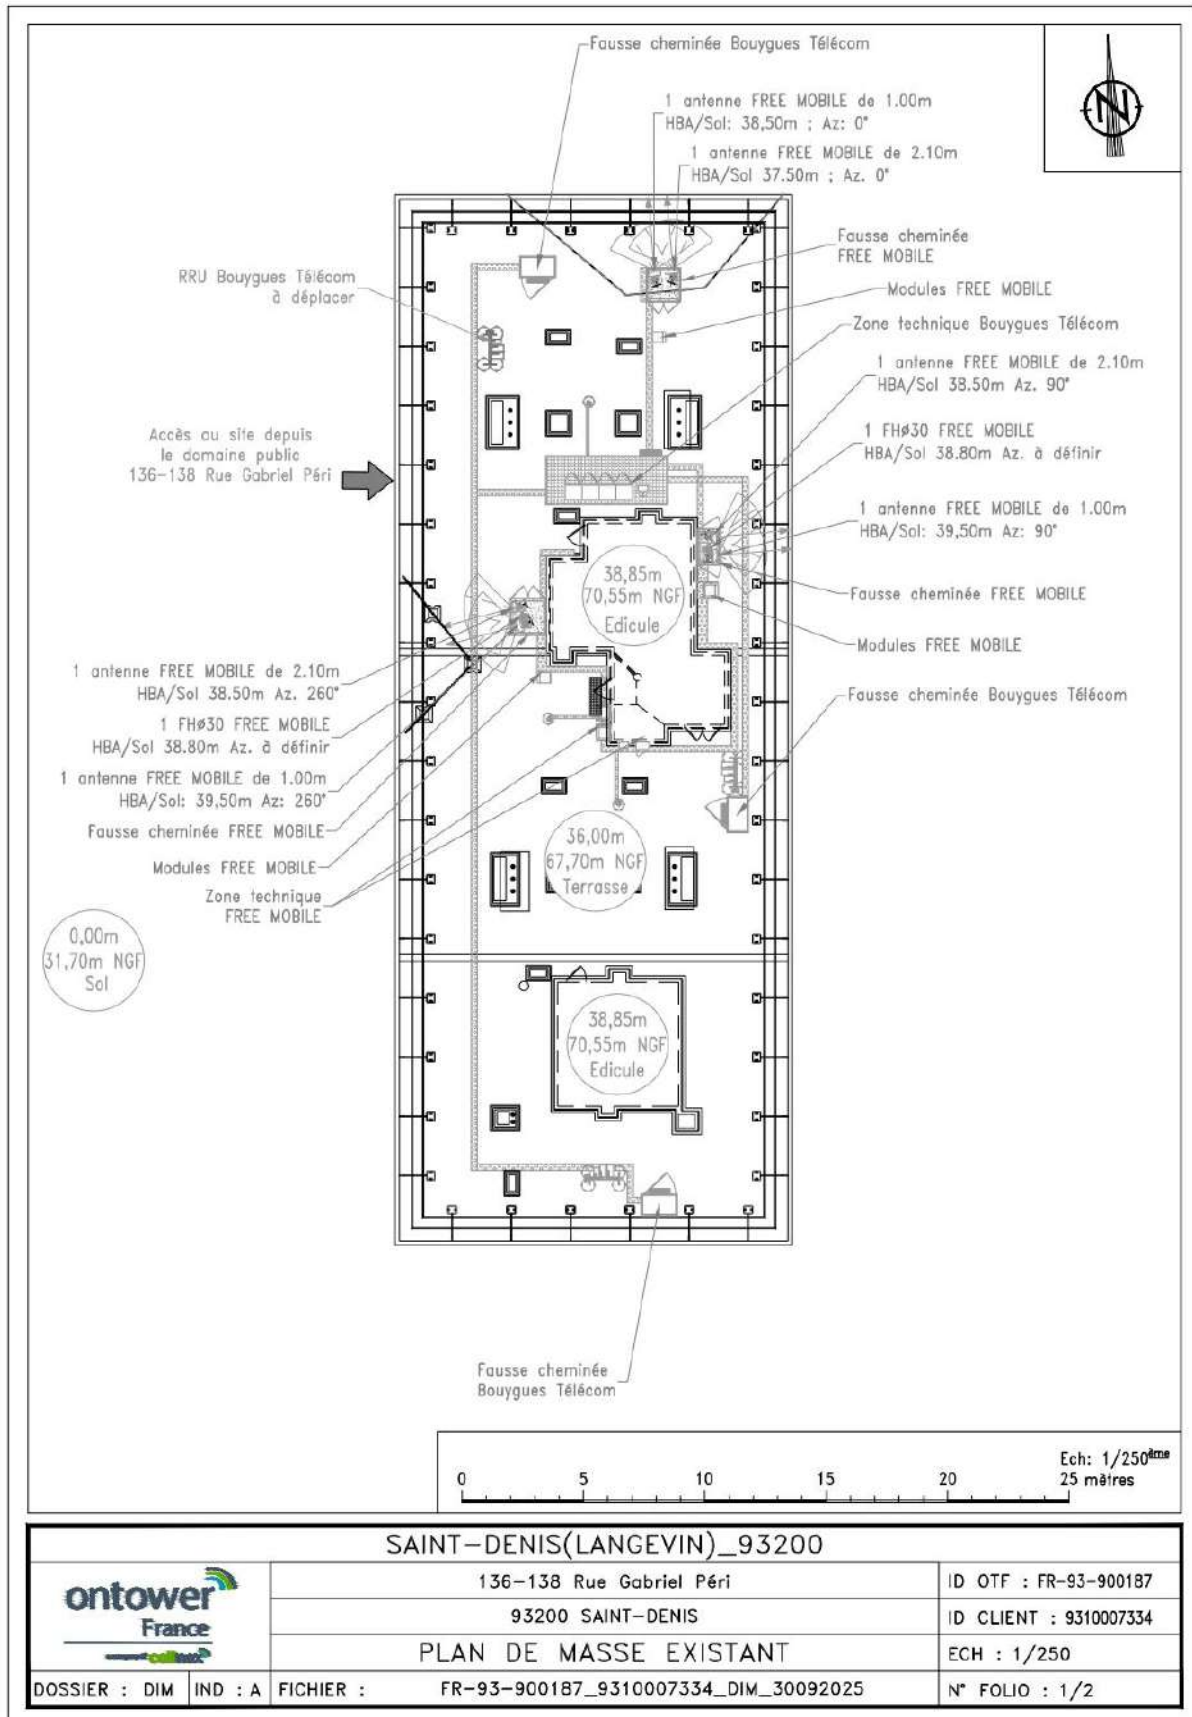 Fausse cheminée Bouygues Télécom
N
1 antenne FREE MOBILE de 1.00m
HBA/Sol: 38,50m ; Az: 0°
1 antenne FREE MOBILE de 2.10m
HBA/Sol 37.50m ; Az. 0°
Fausse cheminée
FREE MOBILE
RRU Bouygues Télécom
à déplacer
Modules FREE MOBILE
Zone technique Bouygues Télécom
1 antenne FREE MOBILE de 2.10m
HBA/Sol 38.50m Az. 90°
1 FHø30 FREE MOBILE
HBA/Sol 38.80m Az. à définir
Accès au site depuis
le domaine public
136-138 Rue Gabriel Péri
1 antenne FREE MOBILE de 1.00m
HBA/Sol: 39,50m Az: 90°
38,85m
70,55m NGF
Edicule
Fausse cheminée FREE MOBILE
Modules FREE MOBILE
1 antenne FREE MOBILE de 2.10m
HBA/Sol 38.50m Az. 260°
Fausse cheminée Bouygues Télécom
1 FHø30 FREE MOBILE
HBA/Sol 38.80m Az. à définir
1 antenne FREE MOBILE de 1.00m
HBA/Sol: 39,50m Az: 260°
Fausse cheminée FREE MOBILE
Modules FREE MOBILE
Zone technique
FREE MOBILE
36,00m
67,70m NGF
Terrasse
0,00m
31,70m NGF
Sol
38,85m
70,55m NGF
Edicule
Fausse cheminée
Bouygues Télécom
Ech: 1/250ème
0 5 10 15 20 25 mètres
SAINT-DENIS(LANGEVIN)_93200
ontower
France
cellnex
136-138 Rue Gabriel Péri
ID OTF : FR-93-900187
93200 SAINT-DENIS
ID CLIENT : 9310007334
PLAN DE MASSE EXISTANT
ECH : 1/250
DOSSIER : DIM
IND : A
FICHIER : FR-93-900187_9310007334_DIM_30092025
N° FOLIO : 1/2